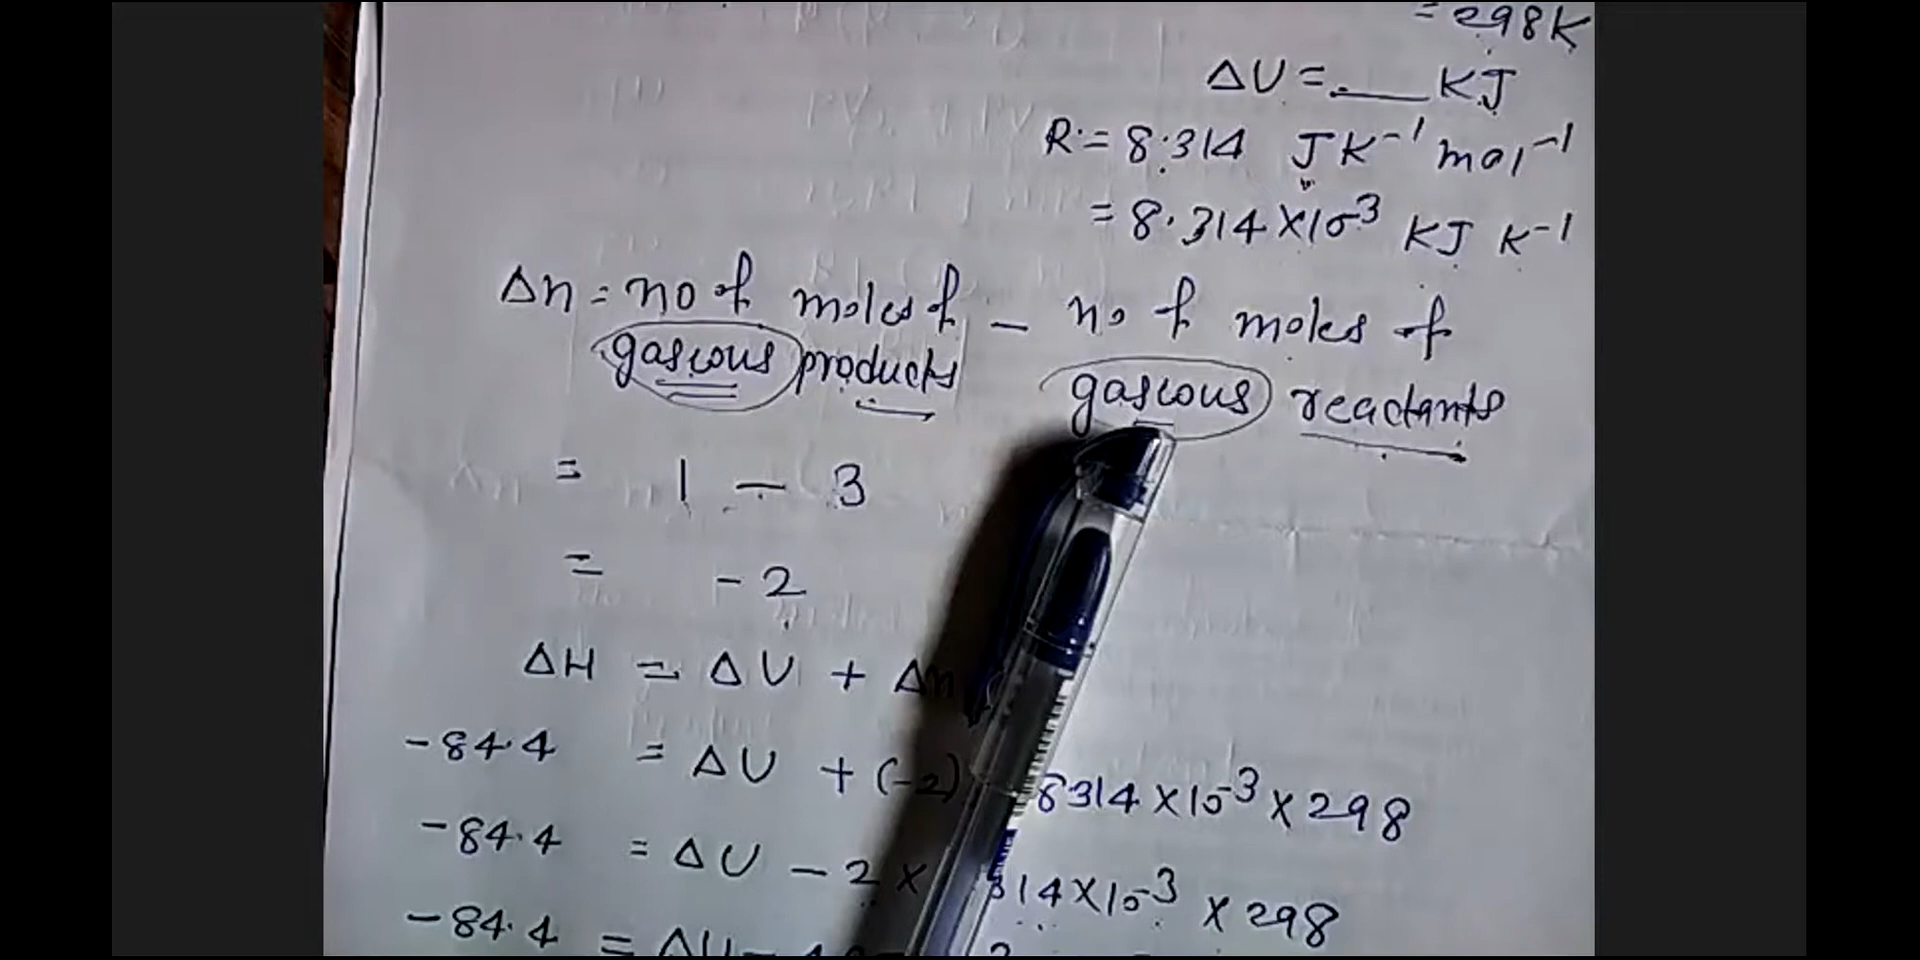 = 298K
ΔU = ___ KJ
R = 8.314 JK⁻¹ mol⁻¹
= 8.314 × 10⁻³ KJ K⁻¹
Δn = no of moles of – no of moles of
gaseous products gaseous reactants
= 1 – 3
= -2
ΔH = ΔU + Δn
-84.4 = ΔU + (-2) 8314 × 10⁻³ × 298
-84.4 = ΔU – 2 × 314 × 10⁻³ × 298
-84.4 = ΔU –